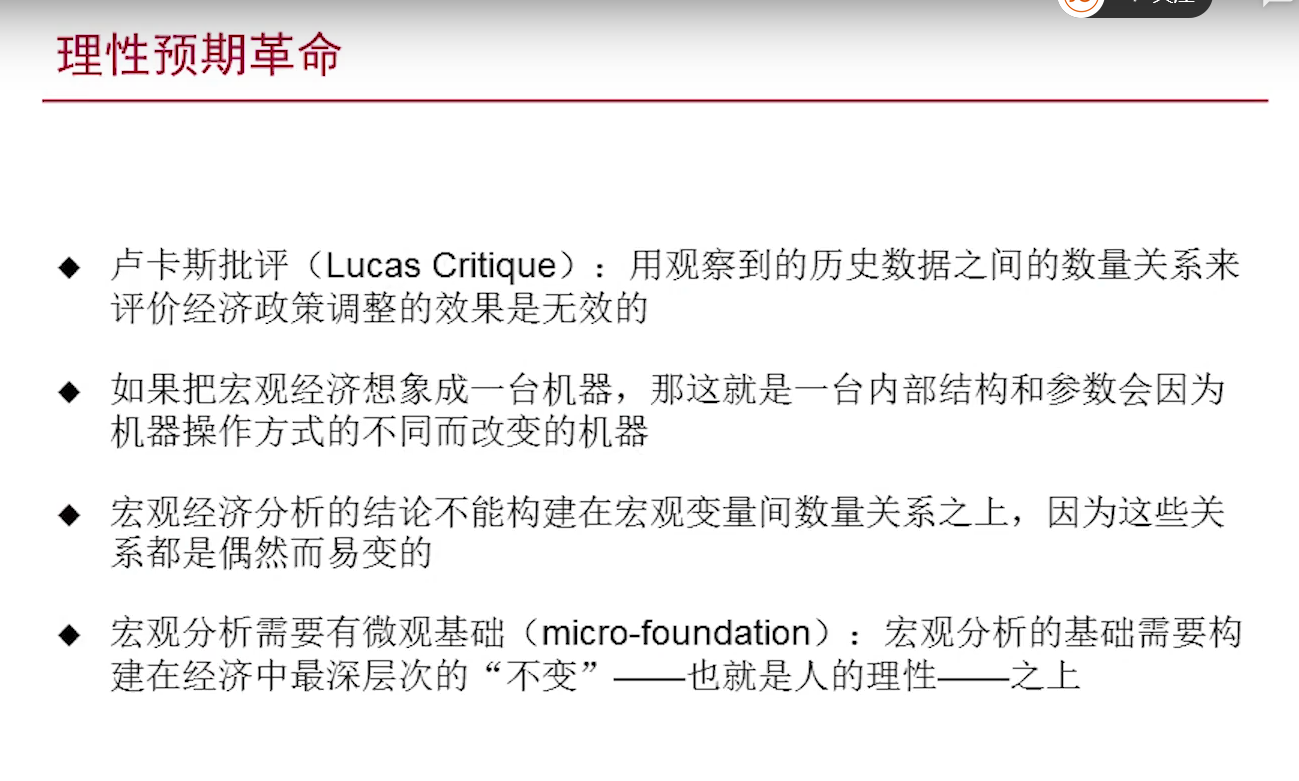 理性预期革命
◆ 卢卡斯批评（Lucas Critique）：用观察到的历史数据之间的数量关系来
评价经济政策调整的效果是无效的
◆ 如果把宏观经济想象成一台机器，那这就是一台内部结构和参数会因为
机器操作方式的不同而改变的机器
◆ 宏观经济分析的结论不能构建在宏观变量间数量关系之上，因为这些关
系都是偶然而易变的
◆ 宏观分析需要有微观基础（micro-foundation）：宏观分析的基础需要构
建在经济中最深层次的“不变”——也就是人的理性——之上